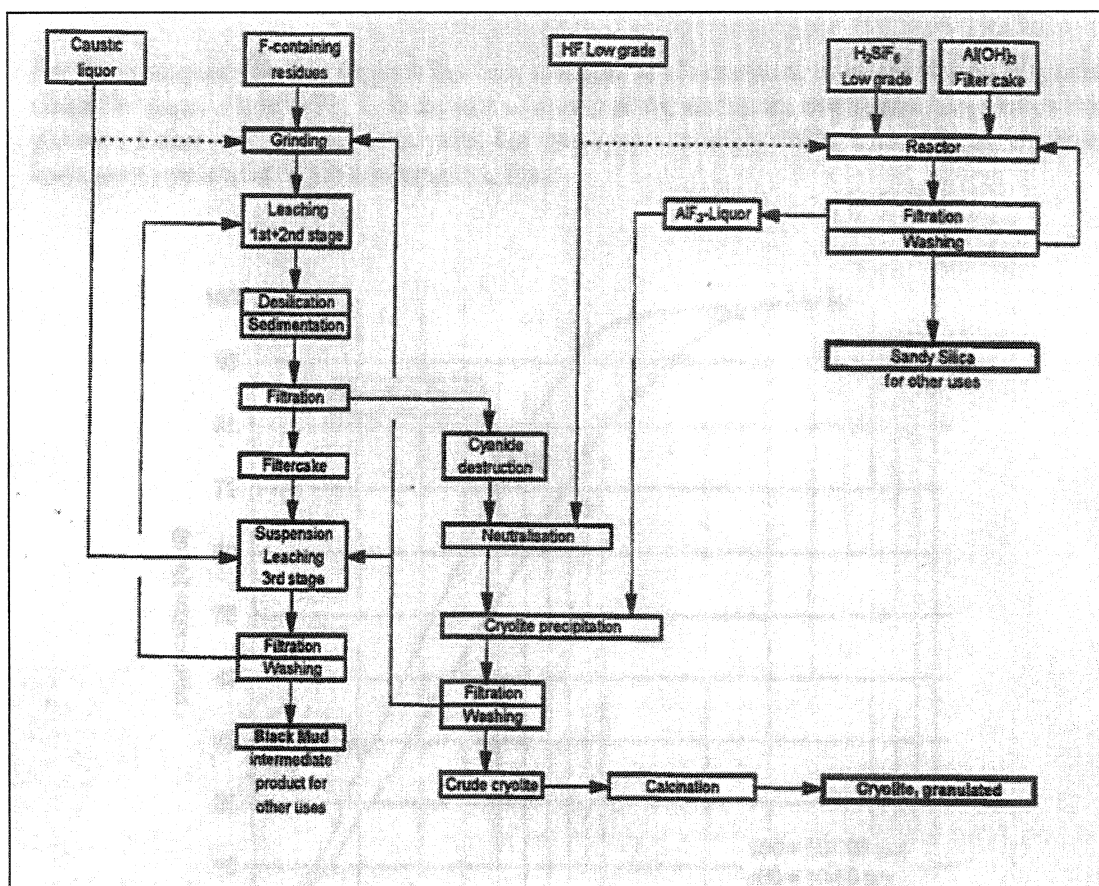 Caustic
liquor
F-containing
residues
HF Low grade
H₂SiF₆
Low grade
Al(OH)₃
Filter cake
Grinding
Reactor
Leaching
1st+2nd stage
AlF₃-Liquor
Filtration
Washing
Desilication
Sedimentation
Sandy Silica
for other uses
Filtration
Cyanide
destruction
Filtercake
Suspension
Leaching
3rd stage
Neutralisation
Cryolite precipitation
Filtration
Washing
Filtration
Washing
Black Mud
intermediate
product for
other uses
Crude cryolite
Calcination
Cryolite, granulated